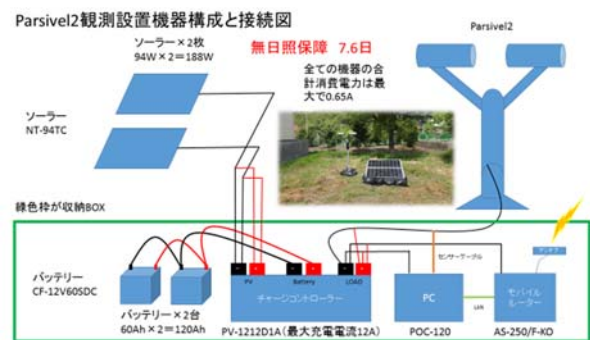 Parsivel2観測設置機器構成と接続図
ソーラー×2枚
94W×2=188W
無日照保障 7.6日
Parsivel2
全ての機器の合
計消費電力は最
大で0.65A
ソーラー
NT-94TC
緑色枠が収納BOX
バッテリー
CF-12V60SDC
バッテリー×2台
60Ah×2=120Ah
PV
Battery
LOAD
チャージコントローラー
PV-1212D1A(最大充電電流12A)
センサーケーブル
PC
POC-120
LAN
アンテナ
モバイル
ルーター
AS-250/F-KO